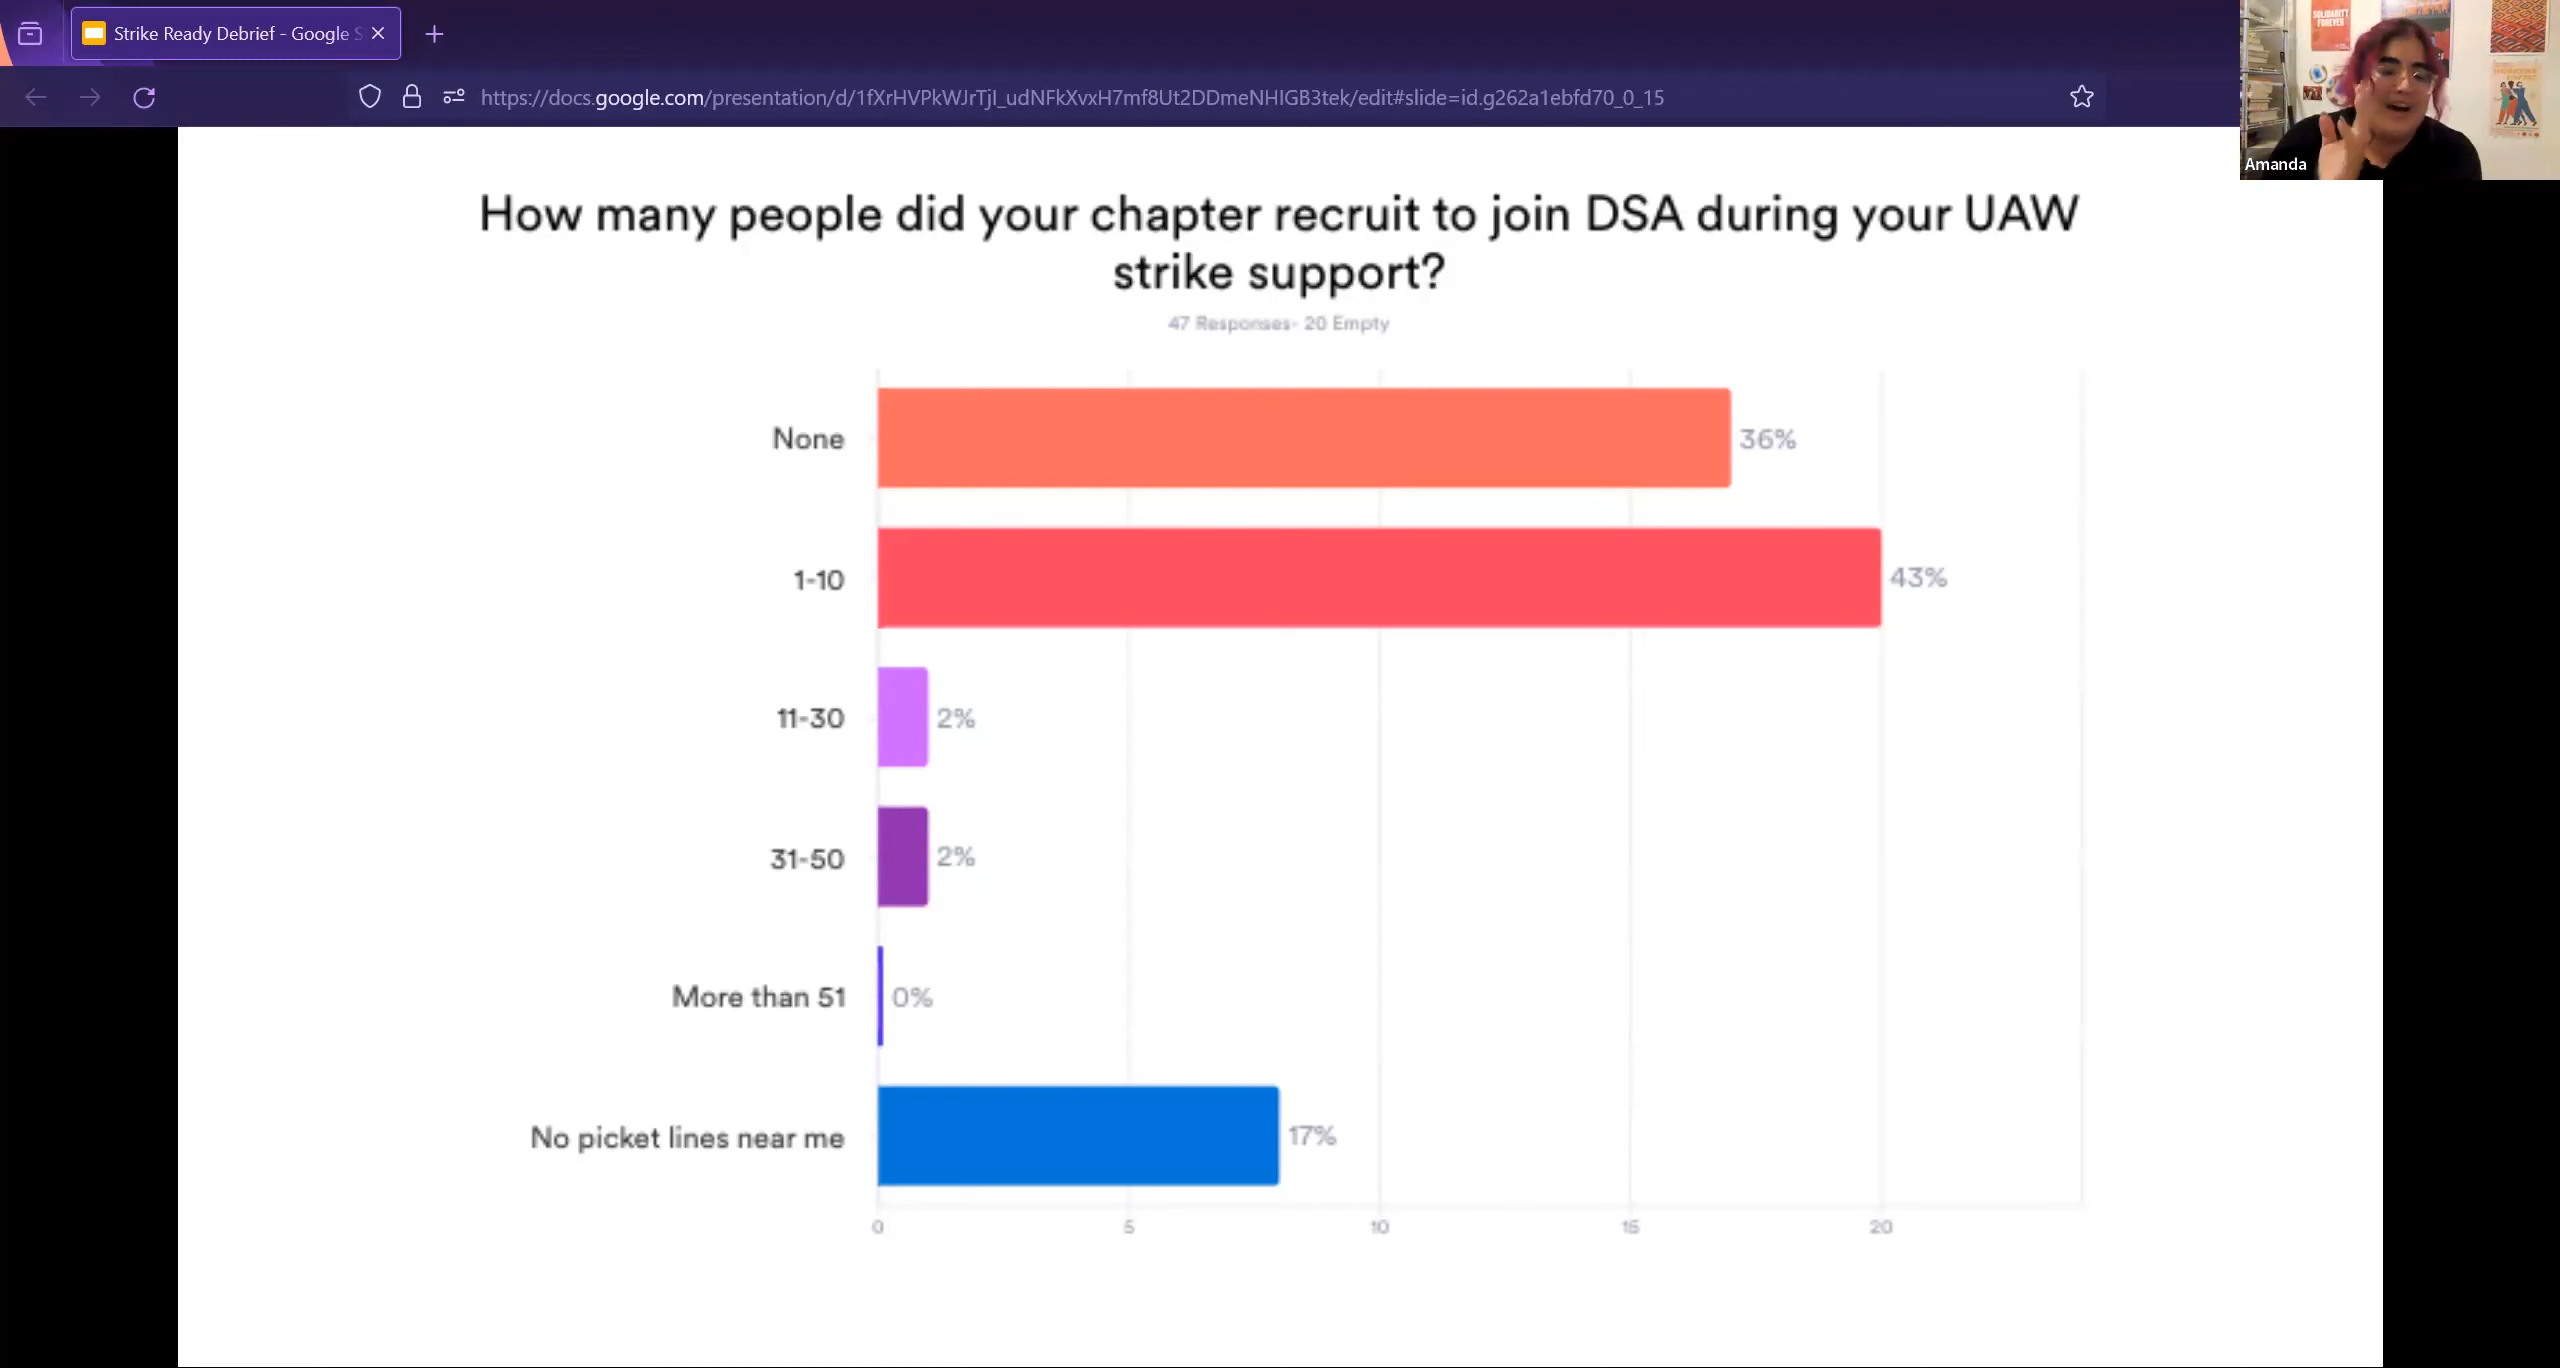 Strike Ready Debrief - Google S
https://docs.google.com/presentation/d/1fXrHVPkWJrTjI_udNFkXvxH7mf8Ut2DDmeNHIGB3tek/edit#slide=id.g262a1ebfd70_0_15
SOLIDARITY
FOREVER
Amanda
How many people did your chapter recruit to join DSA during your UAW
strike support?
47 Responses- 20 Empty
None
36%
1-10
43%
11-30
2%
31-50
2%
More than 51
0%
No picket lines near me
17%
0
5
10
15
20